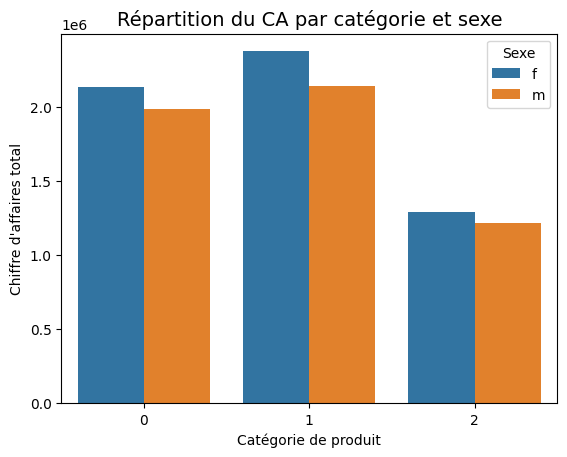 Répartition du CA par catégorie et sexe
1e6
Sexe
f
m
2.0
1.5
1.0
0.5
0.0
Chiffre d'affaires total
0
1
2
Catégorie de produit